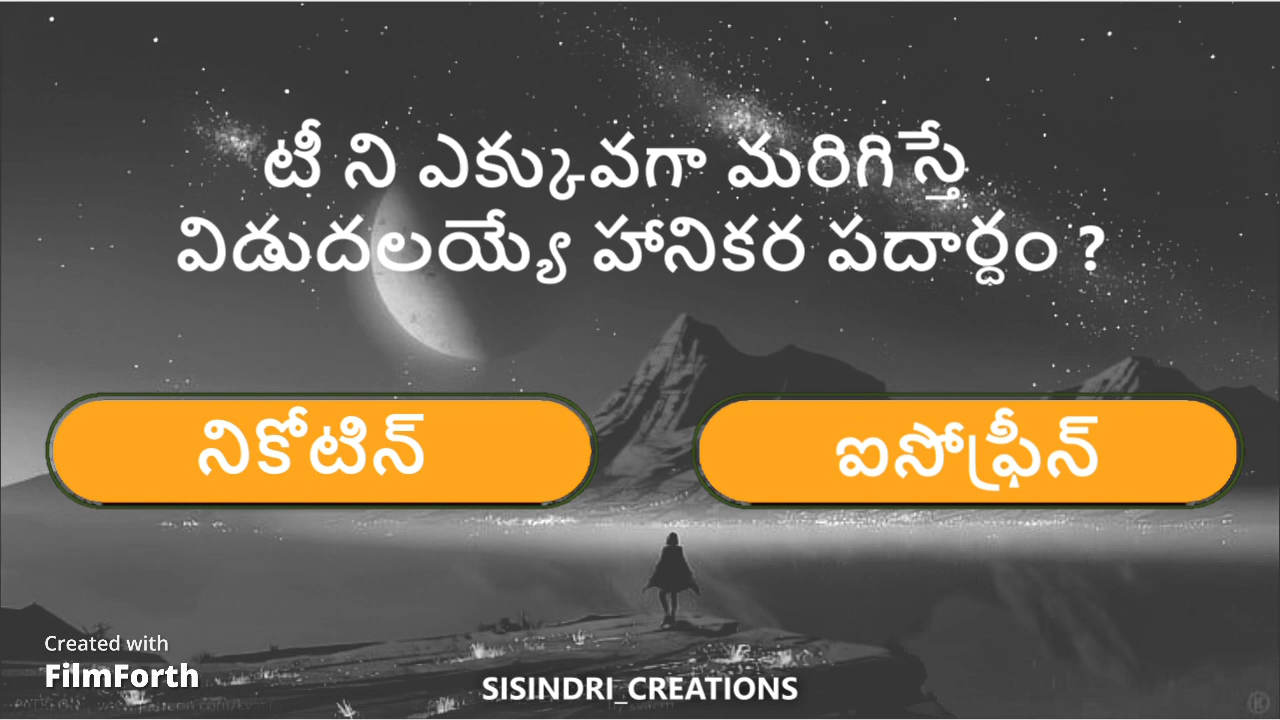 టీ ని ఎక్కువగా మరిగిస్తే
విడుదలయ్యే హానికర పదార్ధం ?
నికోటిన్
ఐసోఫ్రీన్
Created with
FilmForth
SISINDRI_CREATIONS